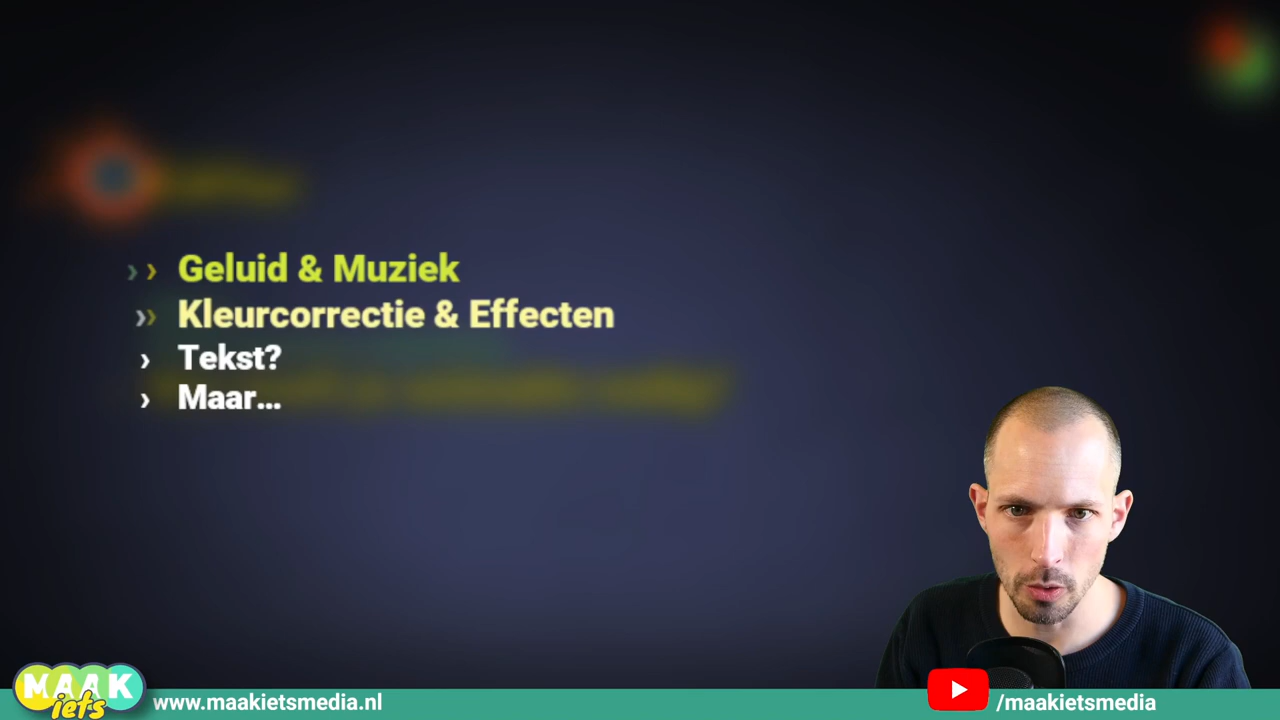 › › Geluid & Muziek
›› Kleurcorrectie & Effecten
› Tekst?
› Maar...
MAAK
iets
www.maakietsmedia.nl
/maakietsmedia